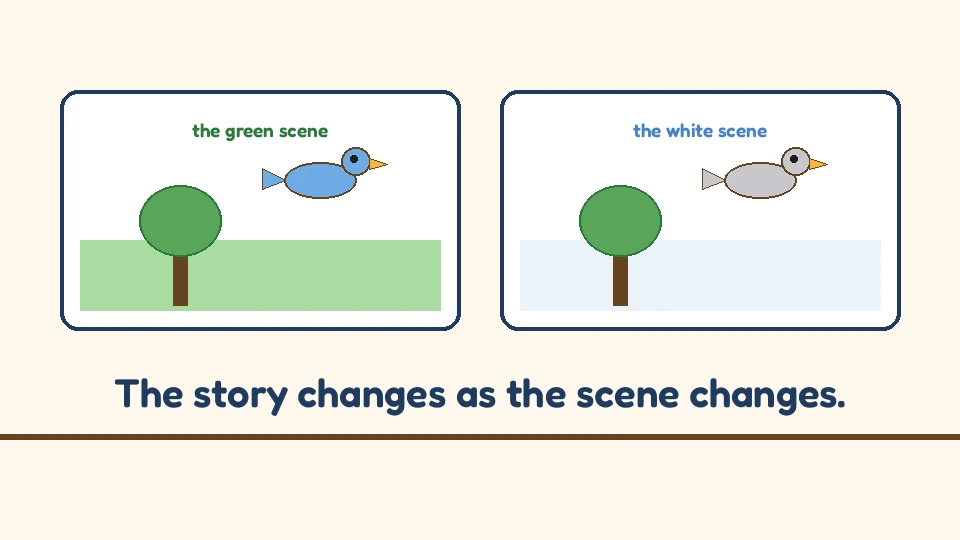 the green scene
the white scene
The story changes as the scene changes.